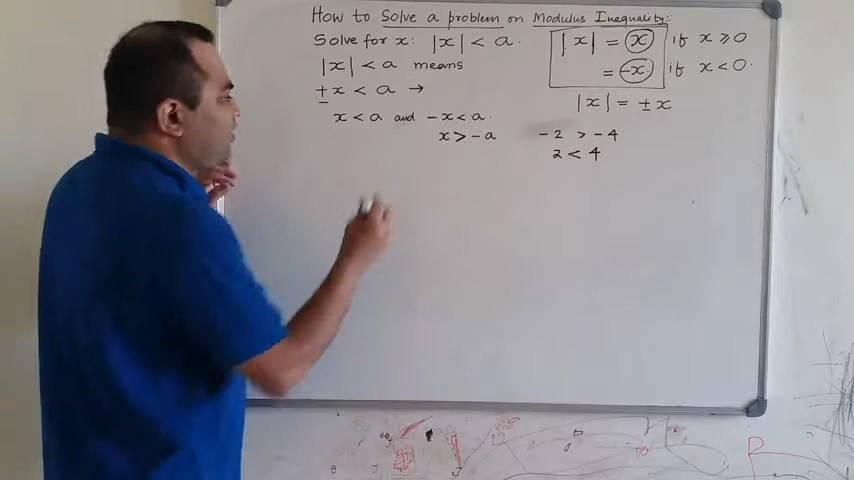 How to Solve a problem on Modulus Inequality:
Solve for x: |x| < a.
|x| < a means
± x < a →
x < a and -x < a.
x > -a
|x| = x if x ≥ 0
= -x if x < 0.
|x| = ± x
-2 > -4
2 < 4